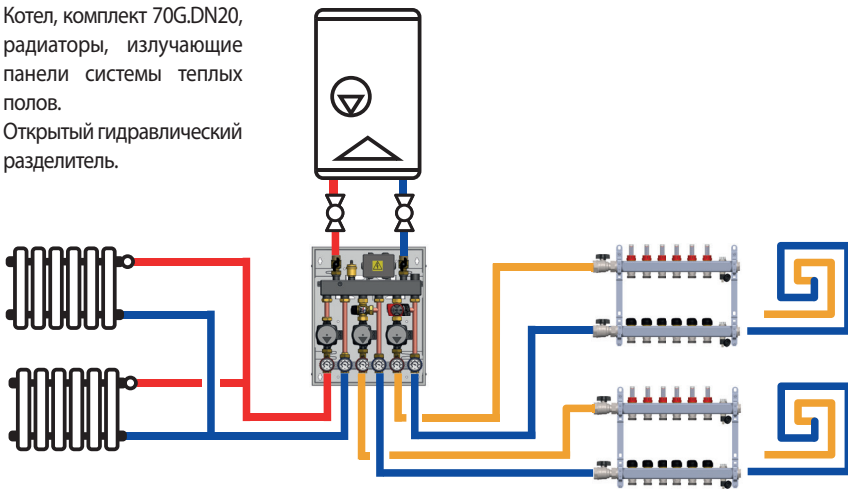 Котел, комплект 70G.DN20,
радиаторы, излучающие
панели системы теплых
полов.
Открытый гидравлический
разделитель.